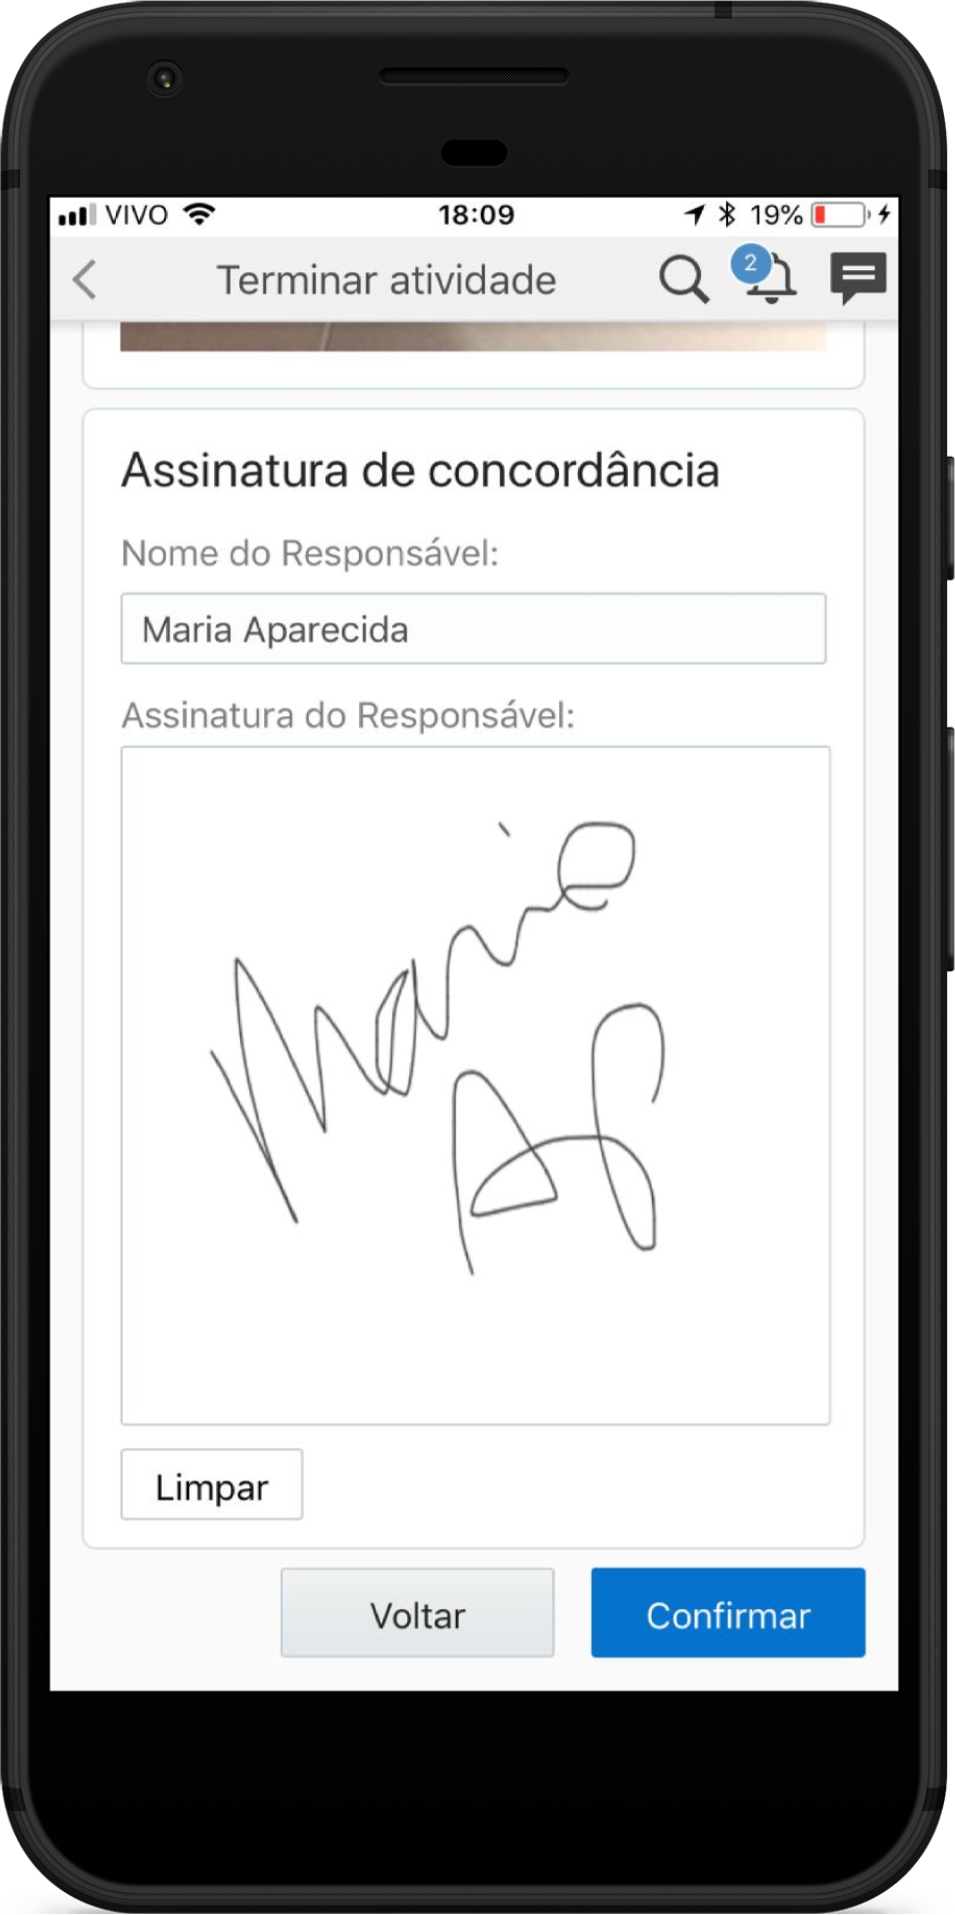 VIVO 18:09 19%
Terminar atividade 2
Assinatura de concordância
Nome do Responsável:
Maria Aparecida
Assinatura do Responsável:
Maria
AS
Limpar
Voltar Confirmar